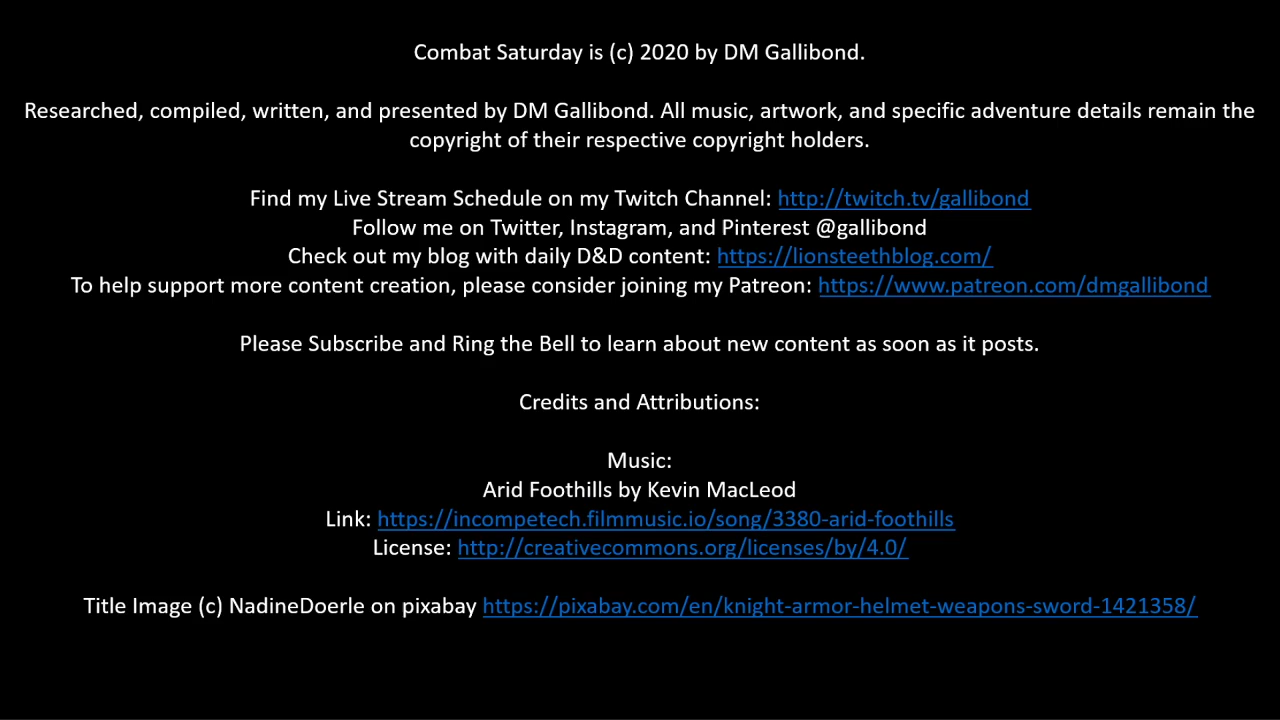 Combat Saturday is (c) 2020 by DM Gallibond.
Researched, compiled, written, and presented by DM Gallibond. All music, artwork, and specific adventure details remain the
copyright of their respective copyright holders.
Find my Live Stream Schedule on my Twitch Channel: http://twitch.tv/gallibond
Follow me on Twitter, Instagram, and Pinterest @gallibond
Check out my blog with daily D&D content: https://lionsteethblog.com/
To help support more content creation, please consider joining my Patreon: https://www.patreon.com/dmgallibond
Please Subscribe and Ring the Bell to learn about new content as soon as it posts.
Credits and Attributions:
Music:
Arid Foothills by Kevin MacLeod
Link: https://incompetech.filmmusic.io/song/3380-arid-foothills
License: http://creativecommons.org/licenses/by/4.0/
Title Image (c) NadineDoerle on pixabay https://pixabay.com/en/knight-armor-helmet-weapons-sword-1421358/